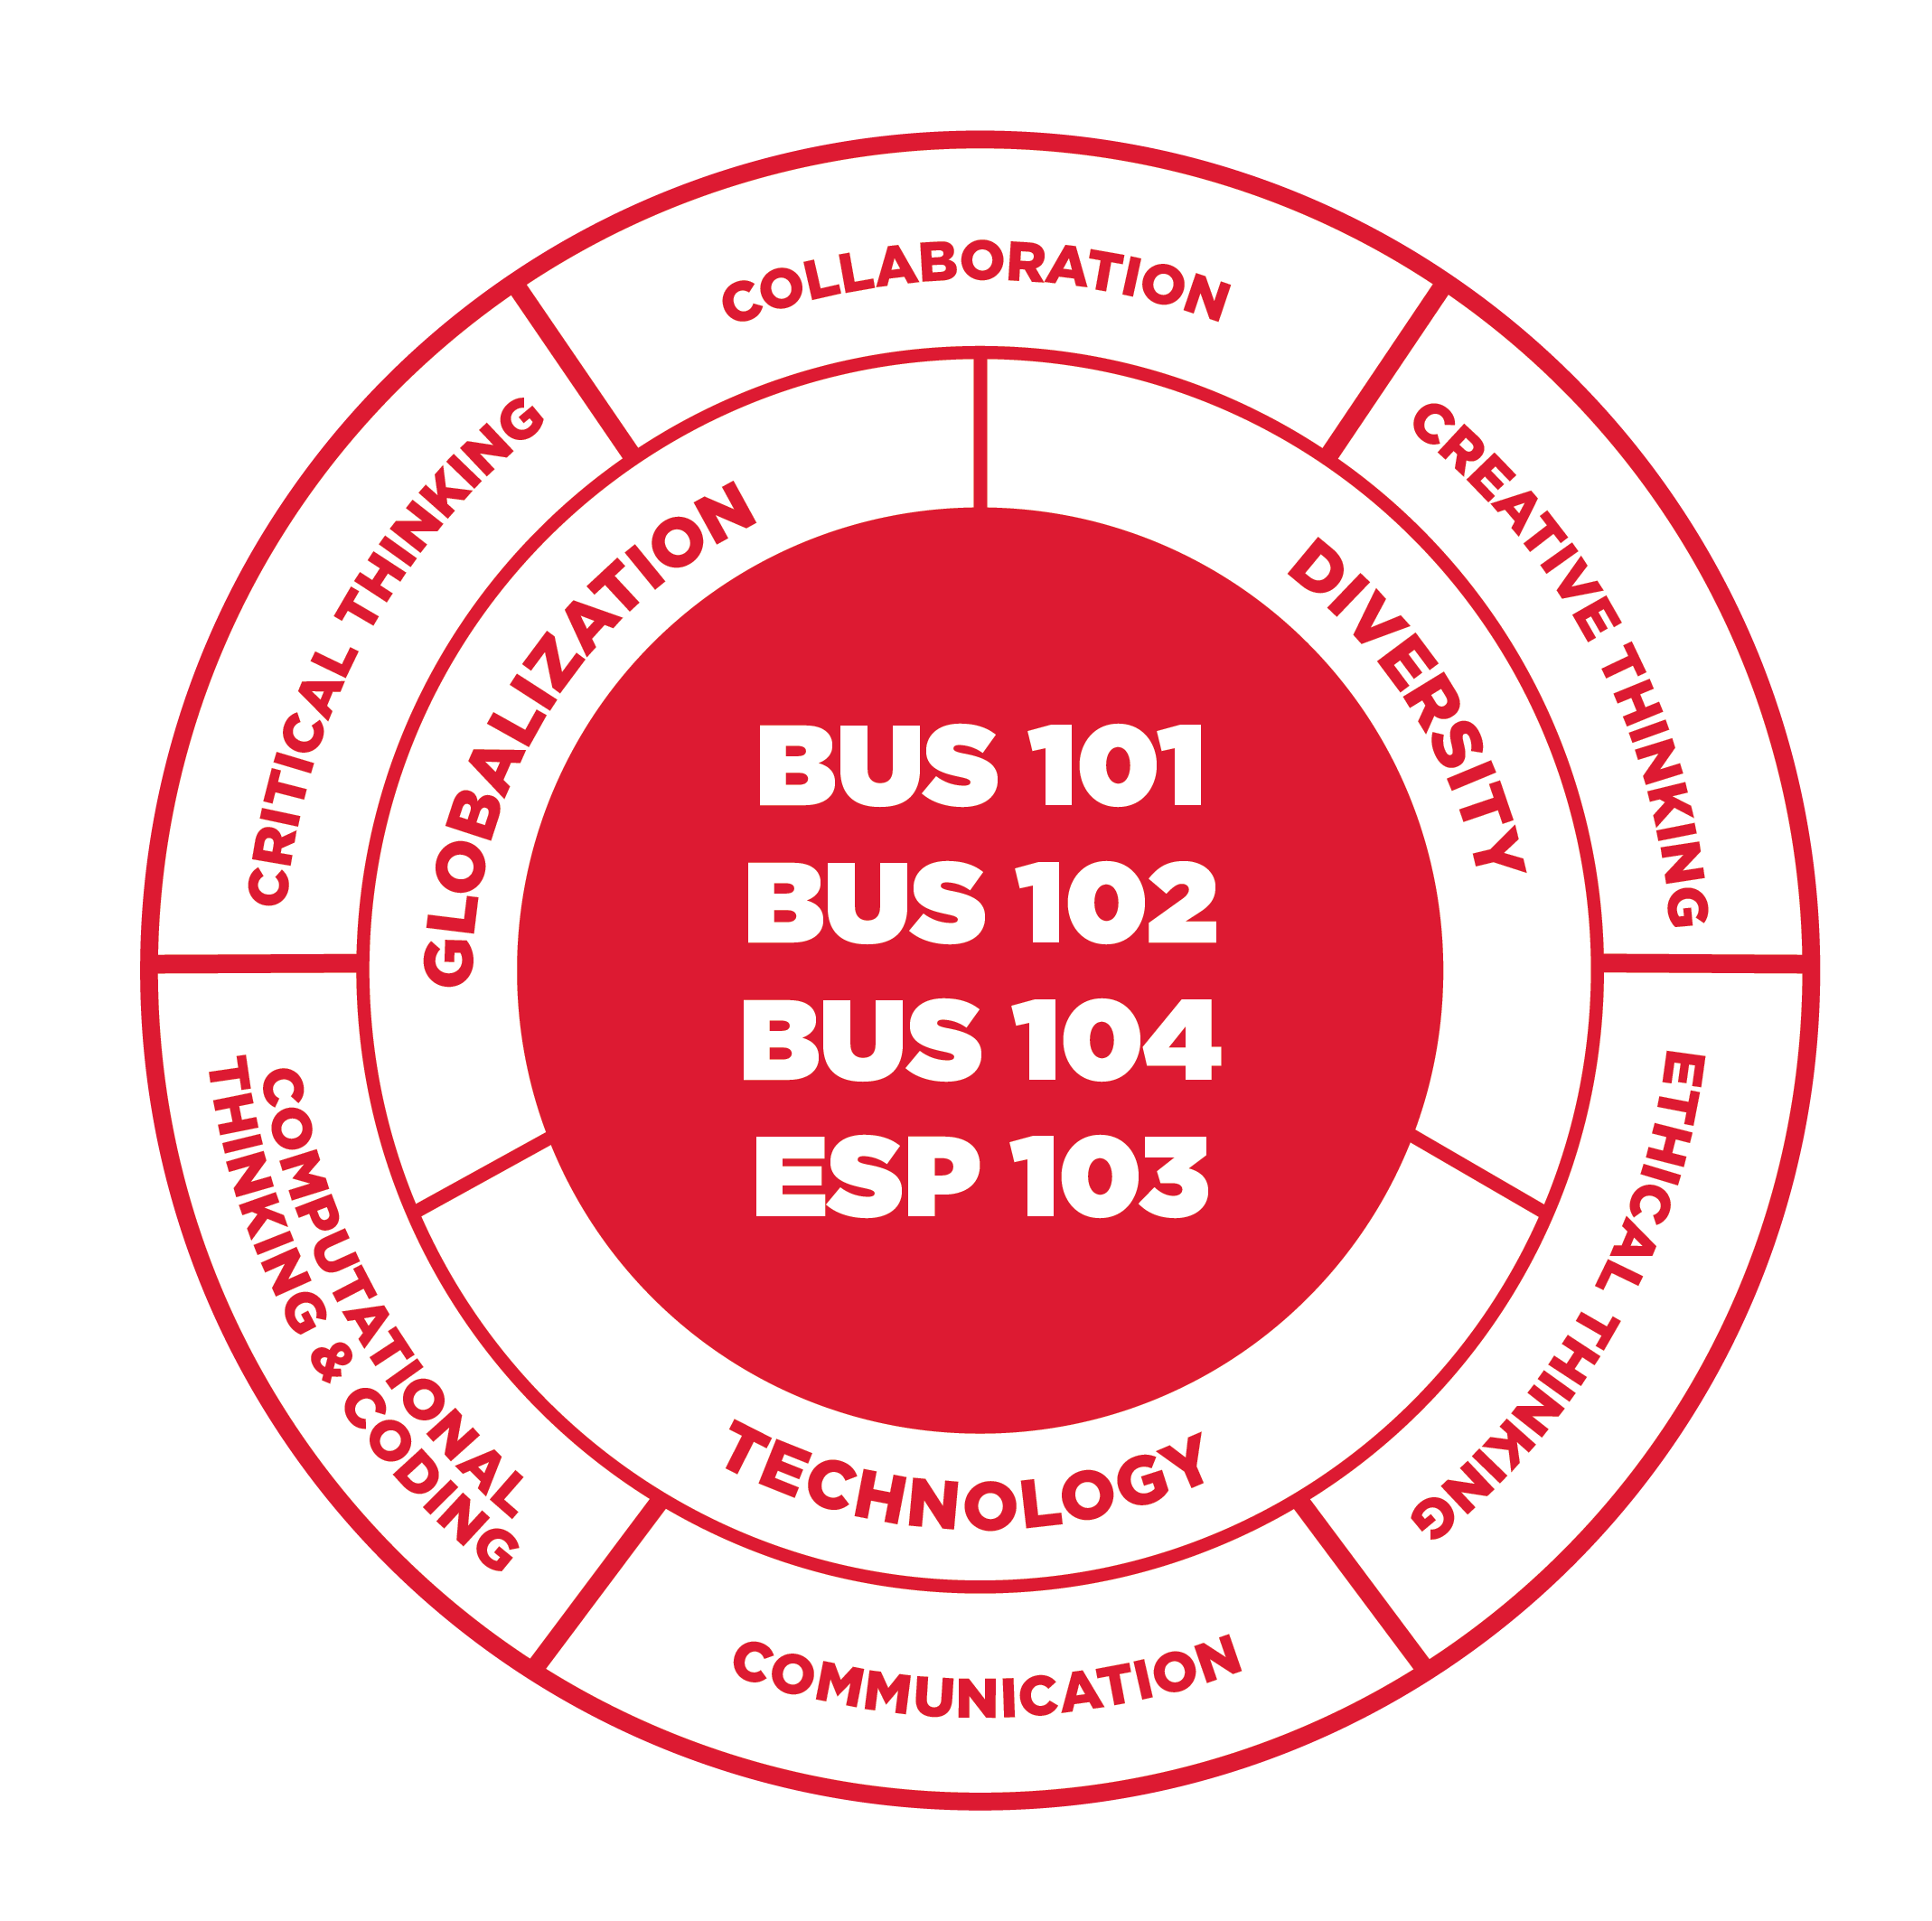 COLLABORATION
CREATIVE THINKING
ETHICAL THINKING
COMMUNICATION
COMPUTATIONAL
THINKING & CODING
CRITICAL THINKING
GLOBALIZATION
DIVERSITY
TECHNOLOGY
BUS 101
BUS 102
BUS 104
ESP 103